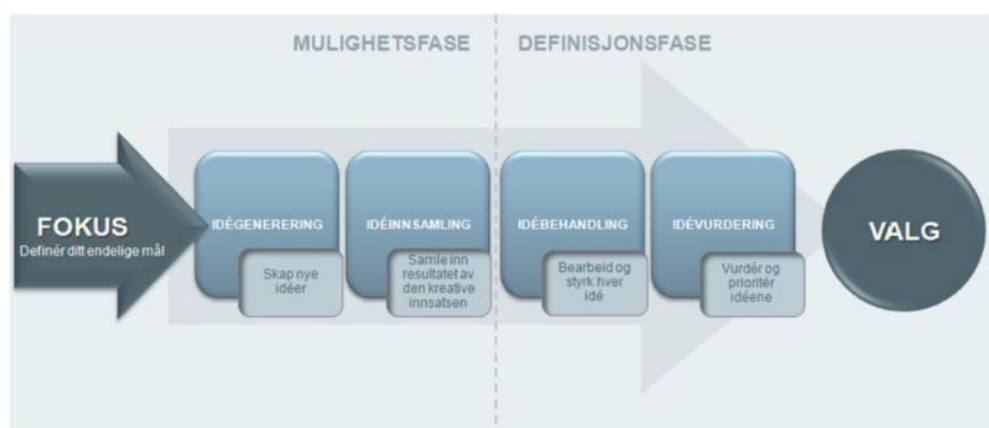 MULIGHETSFASE
DEFINISJONSFASE
FOKUS
Definér ditt endelige mål
IDÉGENERERING
Skap nye
idéer
IDÉINNSAMLING
Samle inn
resultatet av
den kreative
innsatsen
IDÉBEHANDLING
Bearbeid og
styrk hver
idé
IDÉVURDERING
Vurdér og
prioritér
idéene
VALG